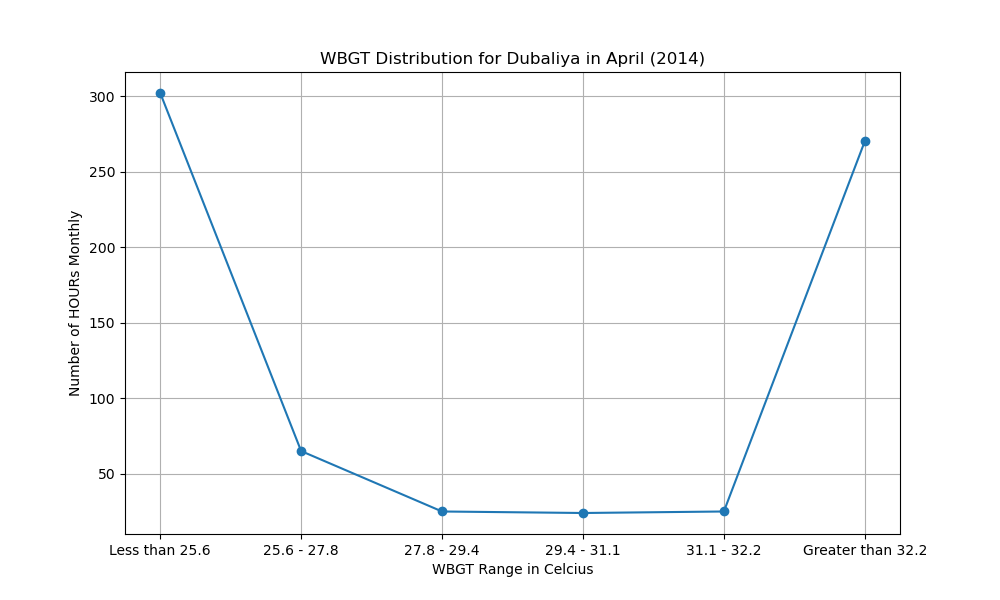 WBGT Distribution for Dubaliya in April (2014)
Number of HOURs Monthly
300
250
200
150
100
50
Less than 25.6 25.6 - 27.8 27.8 - 29.4 29.4 - 31.1 31.1 - 32.2 Greater than 32.2
WBGT Range in Celcius